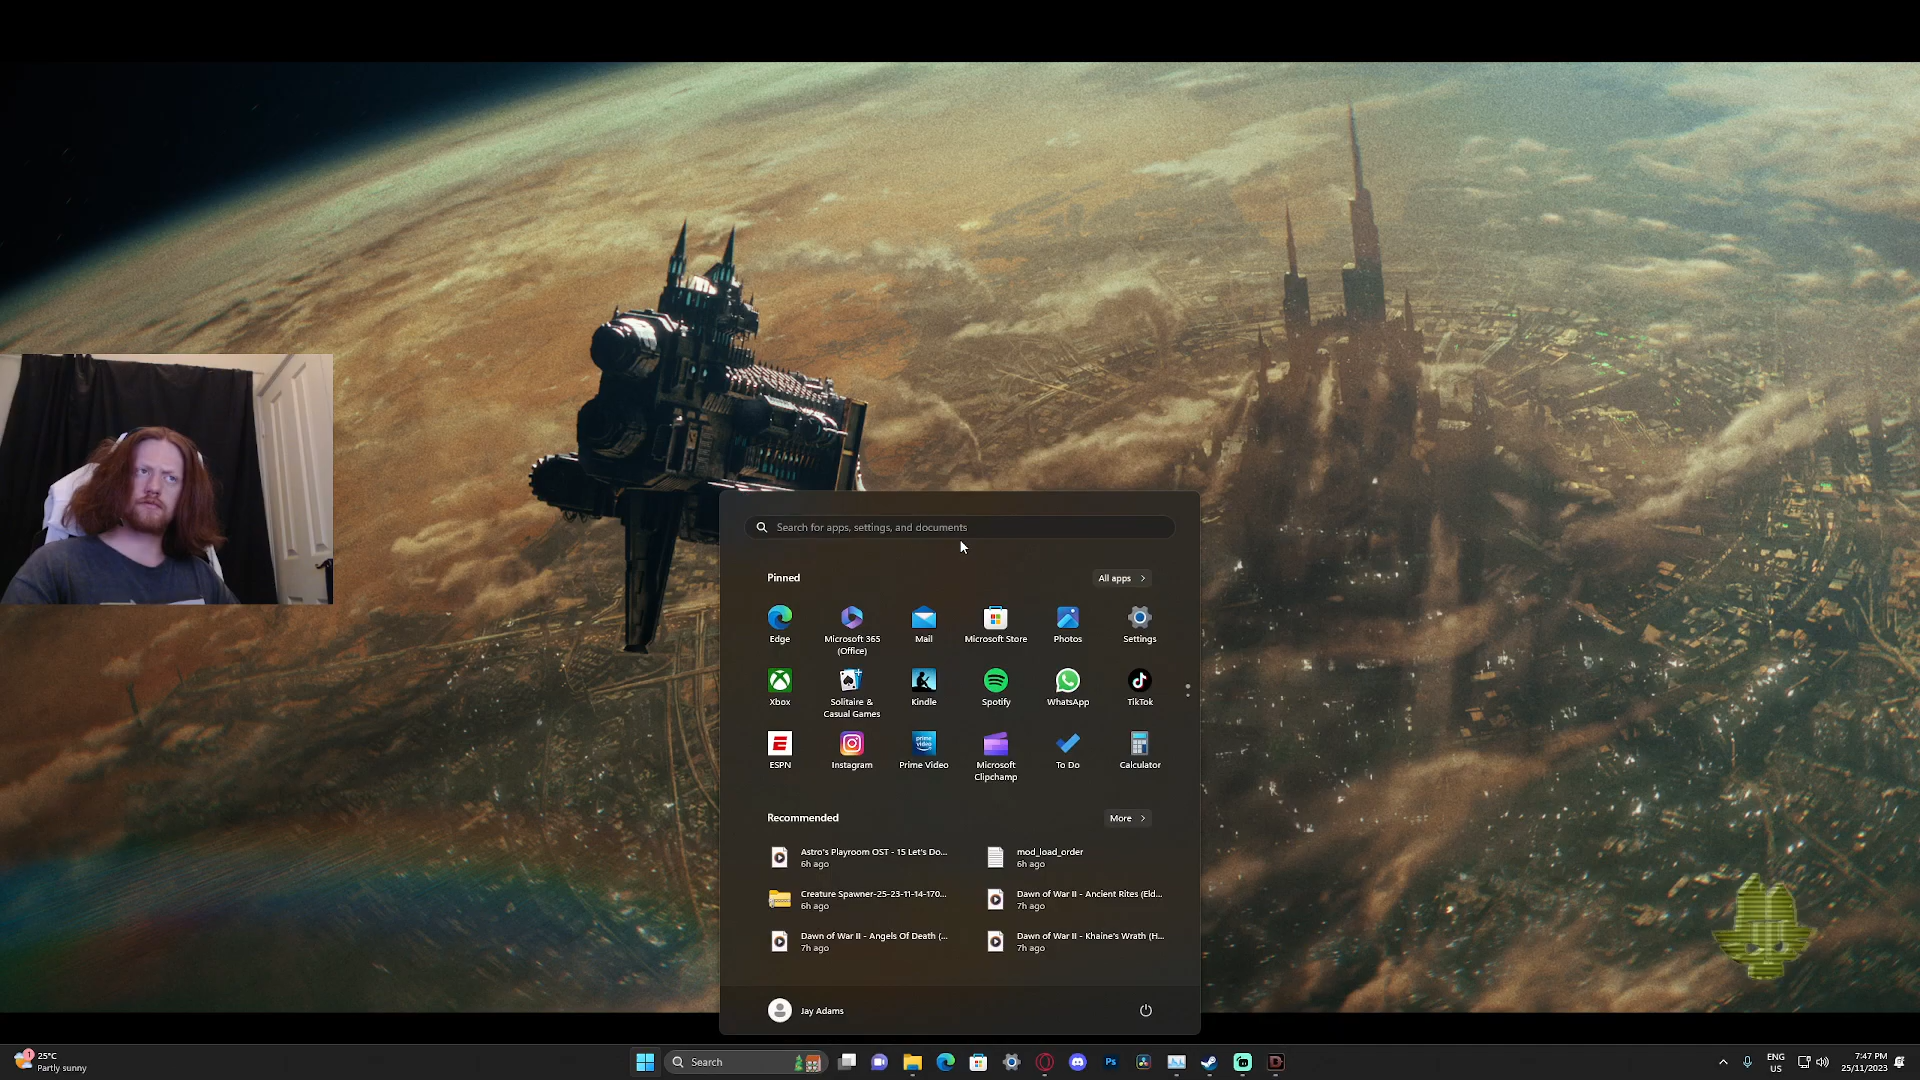 Search for apps, settings, and documents
Pinned
All apps
Edge
Microsoft 365
(Office)
Mail
Microsoft Store
Photos
Settings
Xbox
Solitaire &
Casual Games
Kindle
Spotify
WhatsApp
TikTok
ESPN
Instagram
prime
video
Prime Video
Microsoft
Clipchamp
To Do
Calculator
Recommended
More
Astro's Playroom OST - 15 Let's Do...
6h ago
mod_load_order
6h ago
Creature Spawner-25-23-11-14-170...
6h ago
Dawn of War II - Ancient Rites (Eld...
7h ago
Dawn of War II - Angels Of Death (...
7h ago
Dawn of War II - Khaine's Wrath (H...
7h ago
Jay Adams
1
25°C
Partly sunny
Search
Ps
ENG
US
7:47 PM
25/11/2023